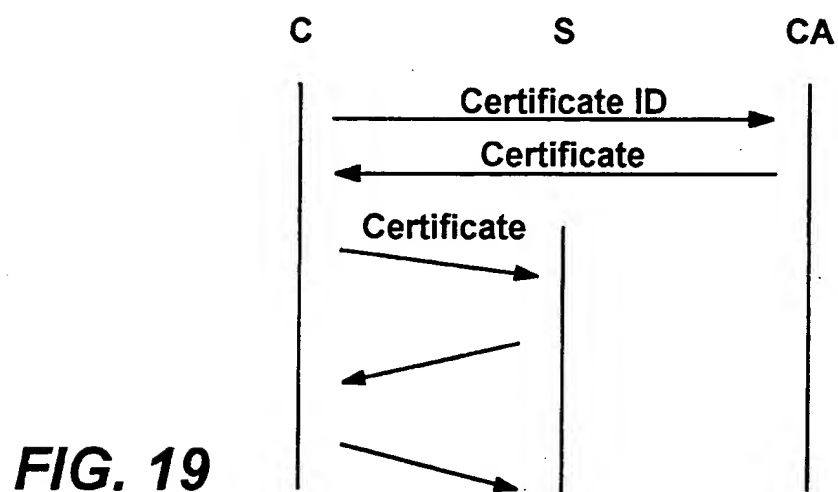 C S CA
Certificate ID
Certificate
Certificate
FIG. 19